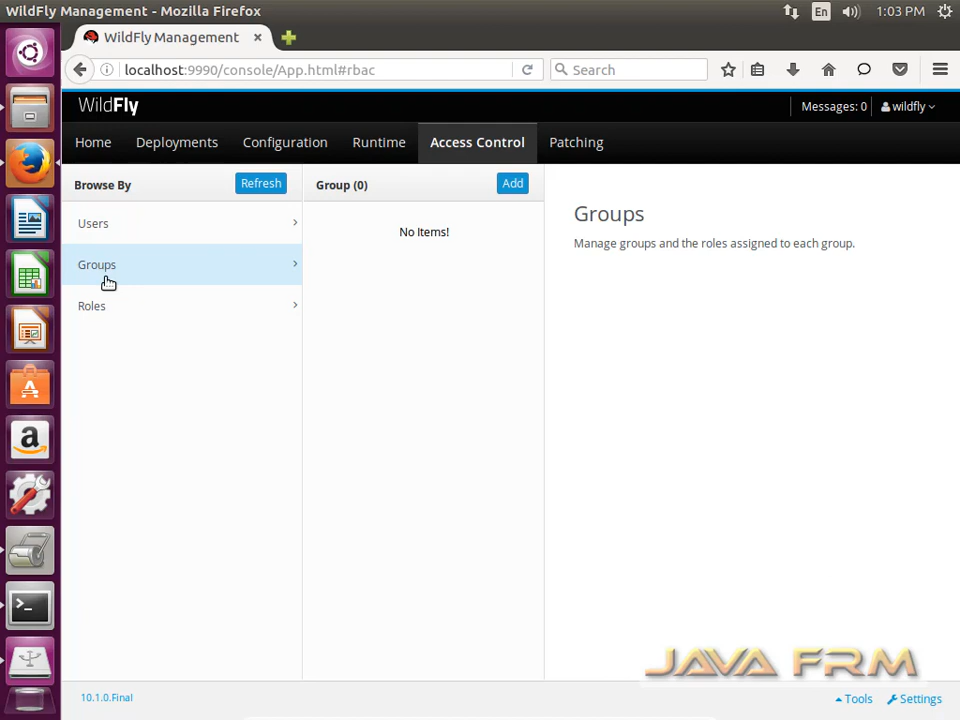 WildFly Management - Mozilla Firefox
En
1:03 PM
WildFly Management
localhost:9990/console/App.html#rbac
Search
WildFly
Messages: 0
wildfly
Home
Deployments
Configuration
Runtime
Access Control
Patching
Browse By
Refresh
Group (0)
Add
Users
Groups
Roles
No Items!
Groups
Manage groups and the roles assigned to each group.
JAVA FRM
10.1.0.Final
Tools
Settings